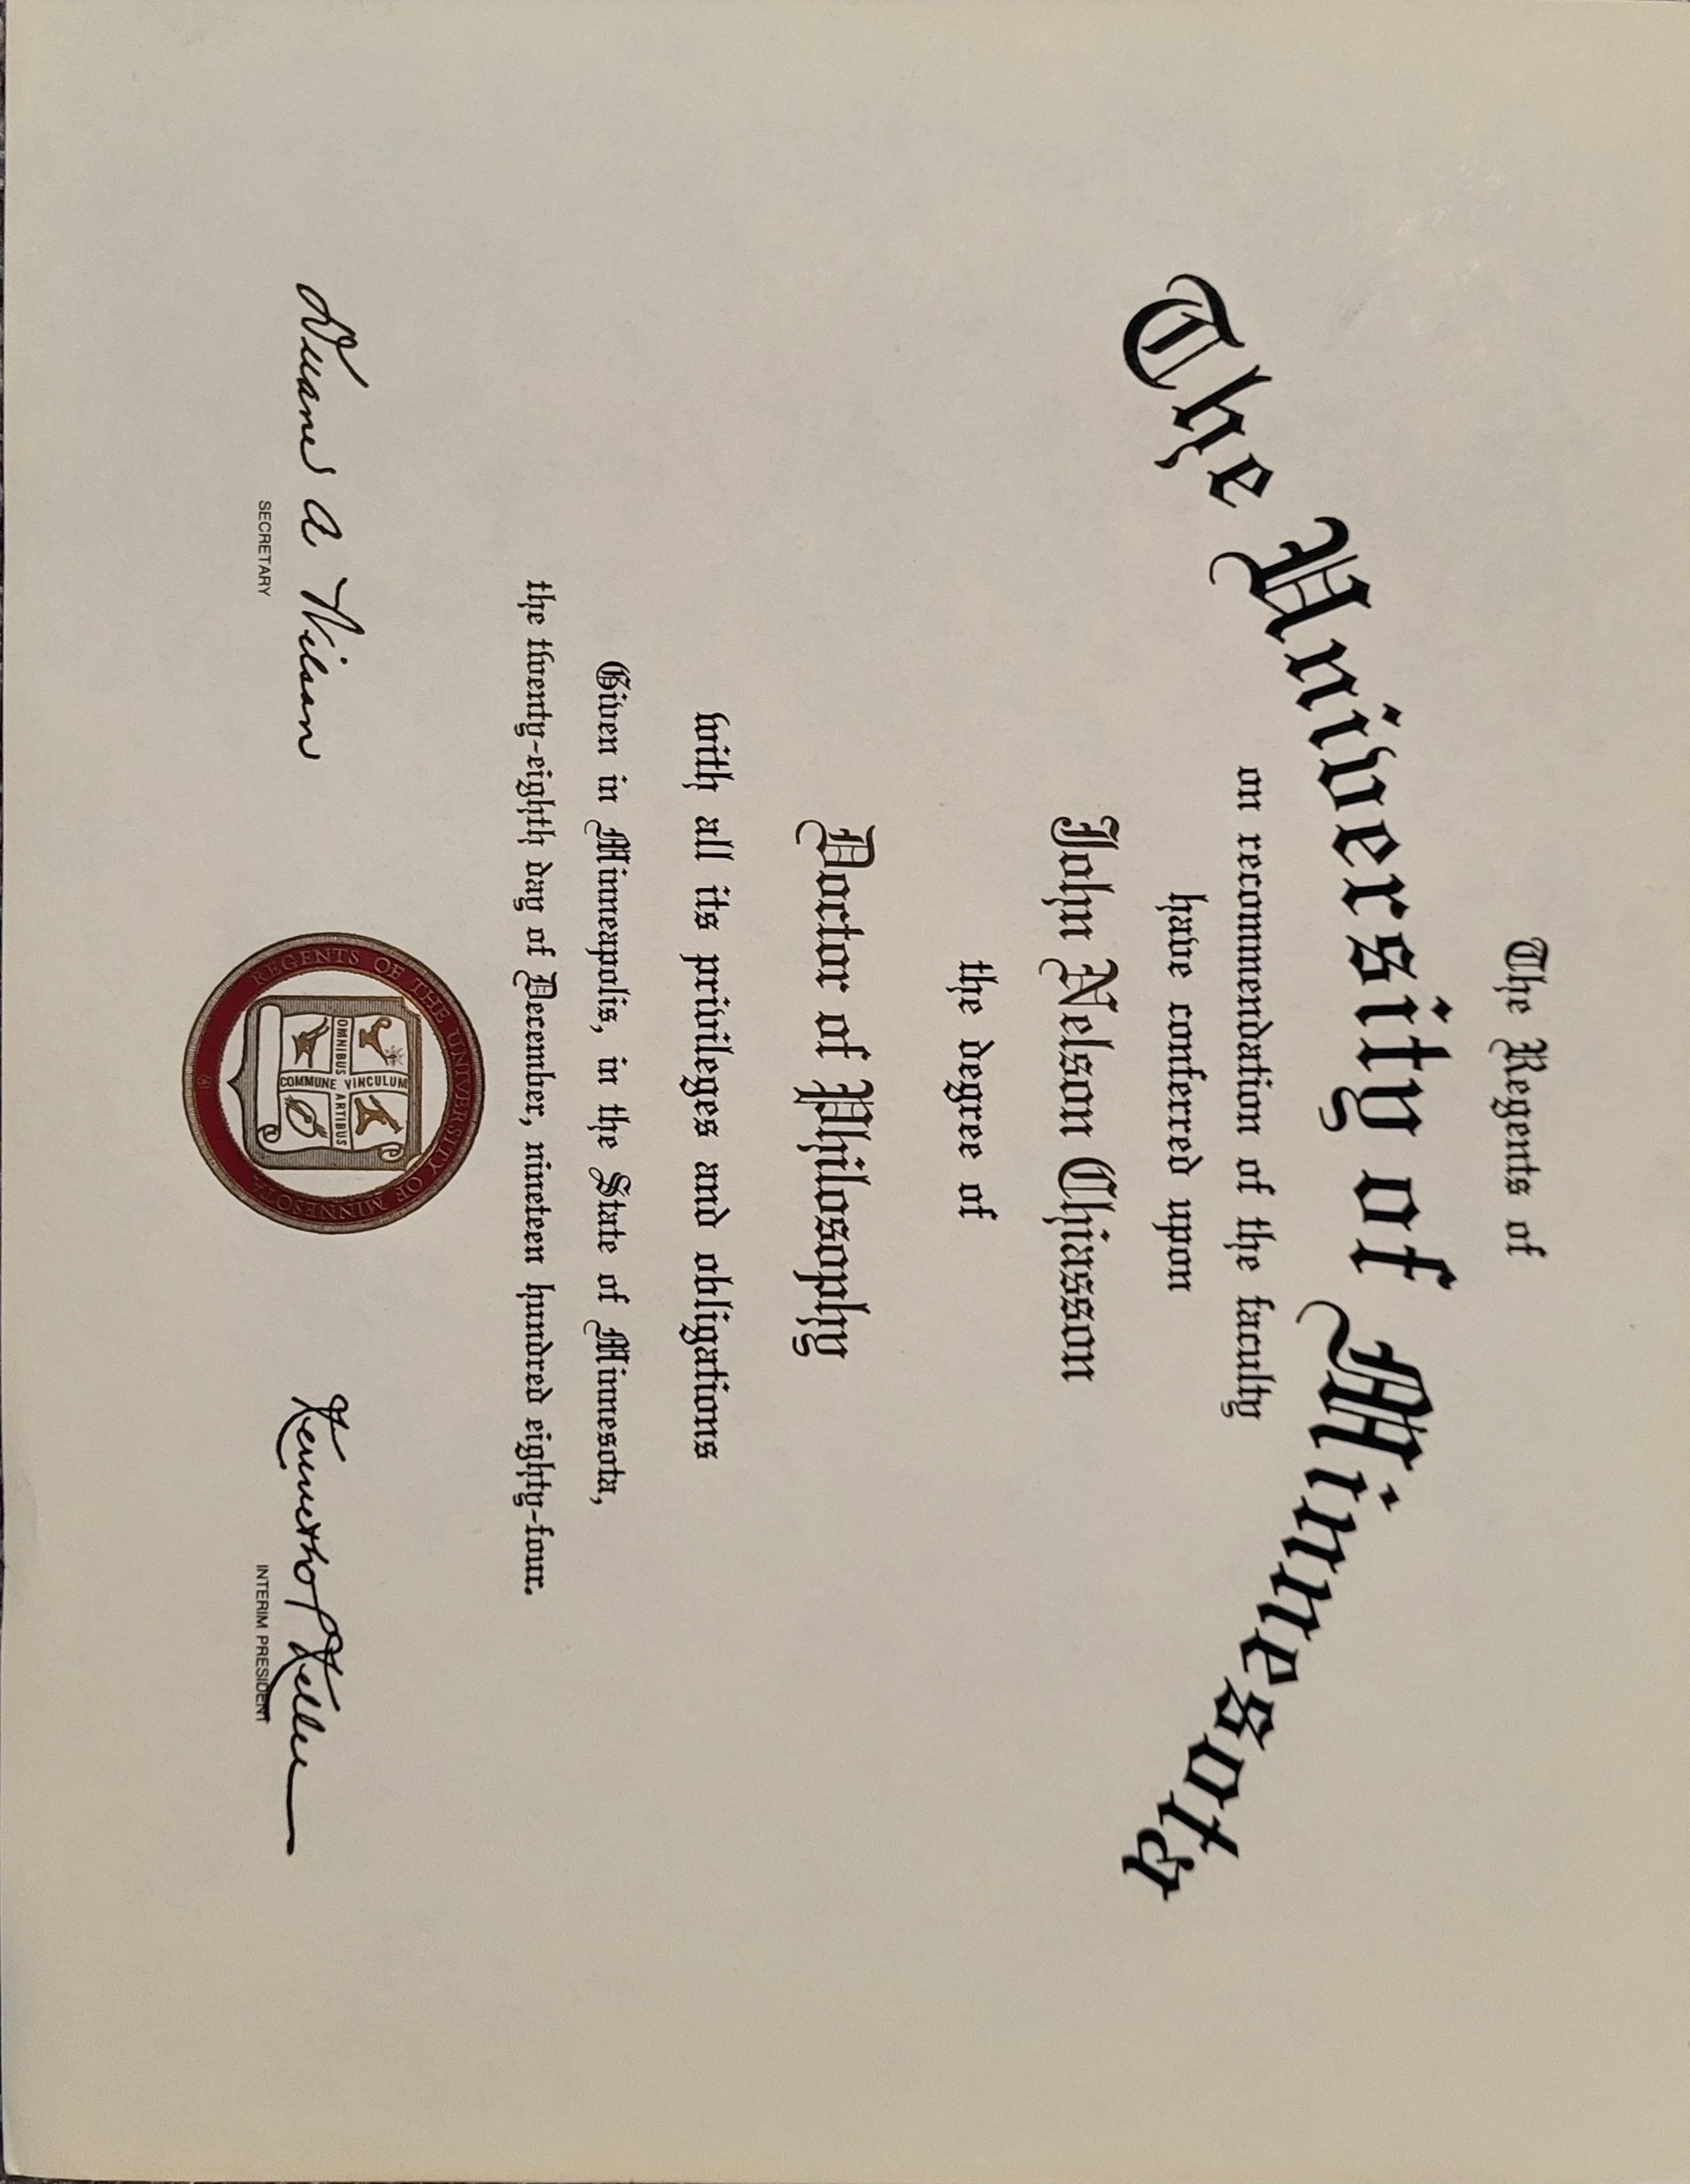 The Regents of
The University of Minnesota
on recommendation of the faculty
have conferred upon
John Nelson Chiasson
the degree of
Doctor of Philosophy
with all its privileges and obligations
Given in Minneapolis, in the State of Minnesota,
the twenty-eighth day of December, nineteen hundred eighty-four.
Duane A Wilson
SECRETARY
REGENTS OF THE UNIVERSITY OF MINNESOTA
OMNIBUS ARTIBUS
COMMUNE VINCULUM
Kenneth H Keller
INTERIM PRESIDENT